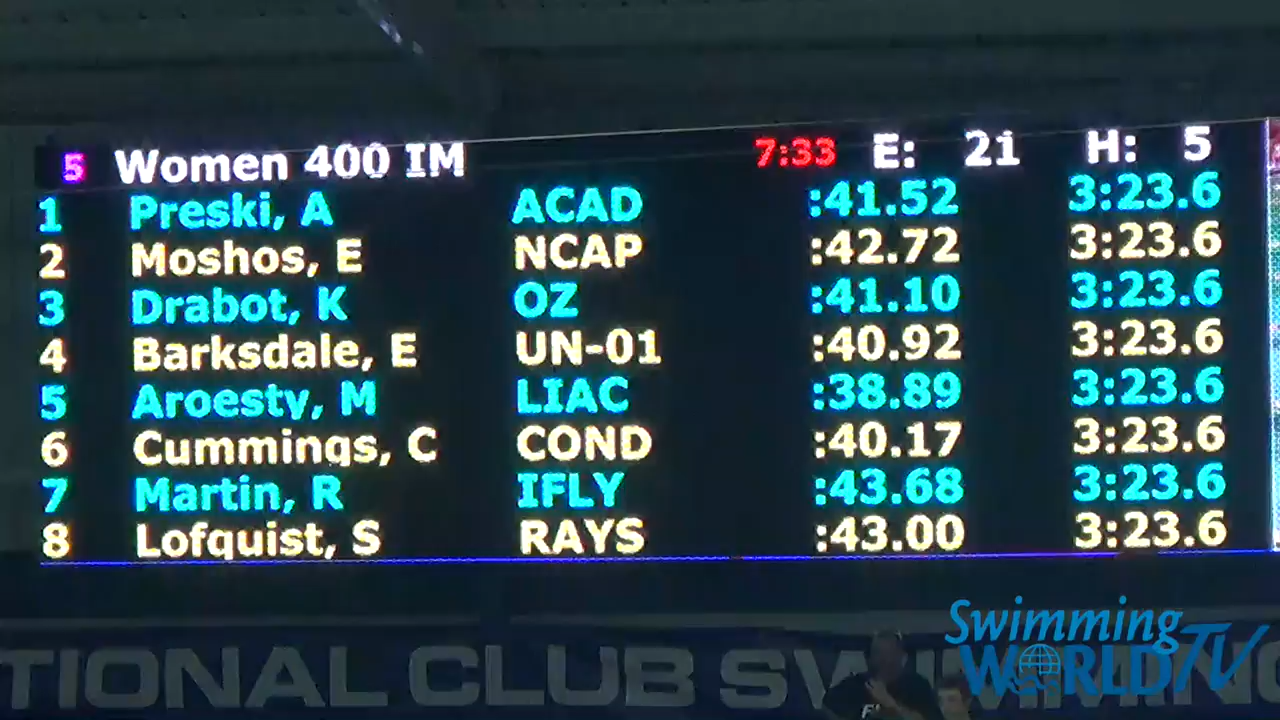 5 Women 400 IM 7:33 E: 21 H: 5
1 Preski, A ACAD :41.52 3:23.6
2 Moshos, E NCAP :42.72 3:23.6
3 Drabot, K OZ :41.10 3:23.6
4 Barksdale, E UN-01 :40.92 3:23.6
5 Aroesty, M LIAC :38.89 3:23.6
6 Cummings, C COND :40.17 3:23.6
7 Martin, R IFLY :43.68 3:23.6
8 Lofquist, S RAYS :43.00 3:23.6
TIONAL CLUB SW MING
Swimming
WORLD TV